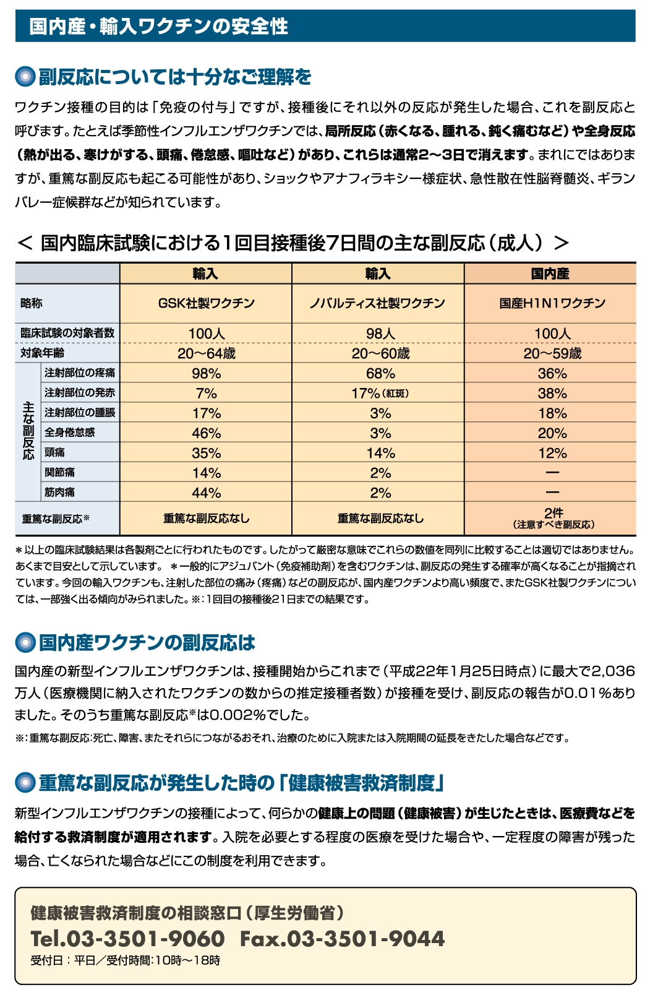 国内産・輸入ワクチンの安全性
副反応については十分なご理解を
ワクチン接種の目的は「免疫の付与」ですが、接種後にそれ以外の反応が発生した場合、これを副反応と
呼びます。たとえば季節性インフルエンザワクチンでは、局所反応（赤くなる、腫れる、鈍く痛むなど）や全身反応
（熱が出る、寒けがする、頭痛、倦怠感、嘔吐など）があり、これらは通常2～3日で消えます。まれにではありま
すが、重篤な副反応も起こる可能性があり、ショックやアナフィラキシー様症状、急性散在性脳脊髄炎、ギラン
バレー症候群などが知られています。
＜ 国内臨床試験における1回目接種後7日間の主な副反応（成人）＞
輸入 輸入 国内産
略称 GSK社製ワクチン ノバルティス社製ワクチン 国産H1N1ワクチン
臨床試験の対象者数 100人 98人 100人
対象年齢 20～64歳 20～60歳 20～59歳
主な副反応
注射部位の疼痛 98% 68% 36%
注射部位の発赤 7% 17%（紅斑） 38%
注射部位の腫脹 17% 3% 18%
全身倦怠感 46% 3% 20%
頭痛 35% 14% 12%
関節痛 14% 2% ―
筋肉痛 44% 2% ―
重篤な副反応※ 重篤な副反応なし 重篤な副反応なし 2件
（注意すべき副反応）
＊以上の臨床試験結果は各製剤ごとに行われたものです。したがって厳密な意味でこれらの数値を同列に比較することは適切ではありません。
あくまで目安として示しています。 ＊一般的にアジュバント（免疫補助剤）を含むワクチンは、副反応の発生する確率が高くなることが指摘され
ています。今回の輸入ワクチンも、注射した部位の痛み（疼痛）などの副反応が、国内産ワクチンより高い頻度で、またGSK社製ワクチンについ
ては、一部強く出る傾向がみられました。※：1回目の接種後21日までの結果です。
国内産ワクチンの副反応は
国内産の新型インフルエンザワクチンは、接種開始からこれまで（平成22年1月25日時点）に最大で2,036
万人（医療機関に納入されたワクチンの数からの推定接種者数）が接種を受け、副反応の報告が0.01%あり
ました。そのうち重篤な副反応※は0.002%でした。
※：重篤な副反応：死亡、障害、またそれらにつながるおそれ、治療のために入院または入院期間の延長をきたした場合などです。
重篤な副反応が発生した時の「健康被害救済制度」
新型インフルエンザワクチンの接種によって、何らかの健康上の問題（健康被害）が生じたときは、医療費などを
給付する救済制度が適用されます。入院を必要とする程度の医療を受けた場合や、一定程度の障害が残った
場合、亡くなられた場合などにこの制度を利用できます。
健康被害救済制度の相談窓口（厚生労働省）
Tel.03-3501-9060 Fax.03-3501-9044
受付日：平日／受付時間：10時～18時